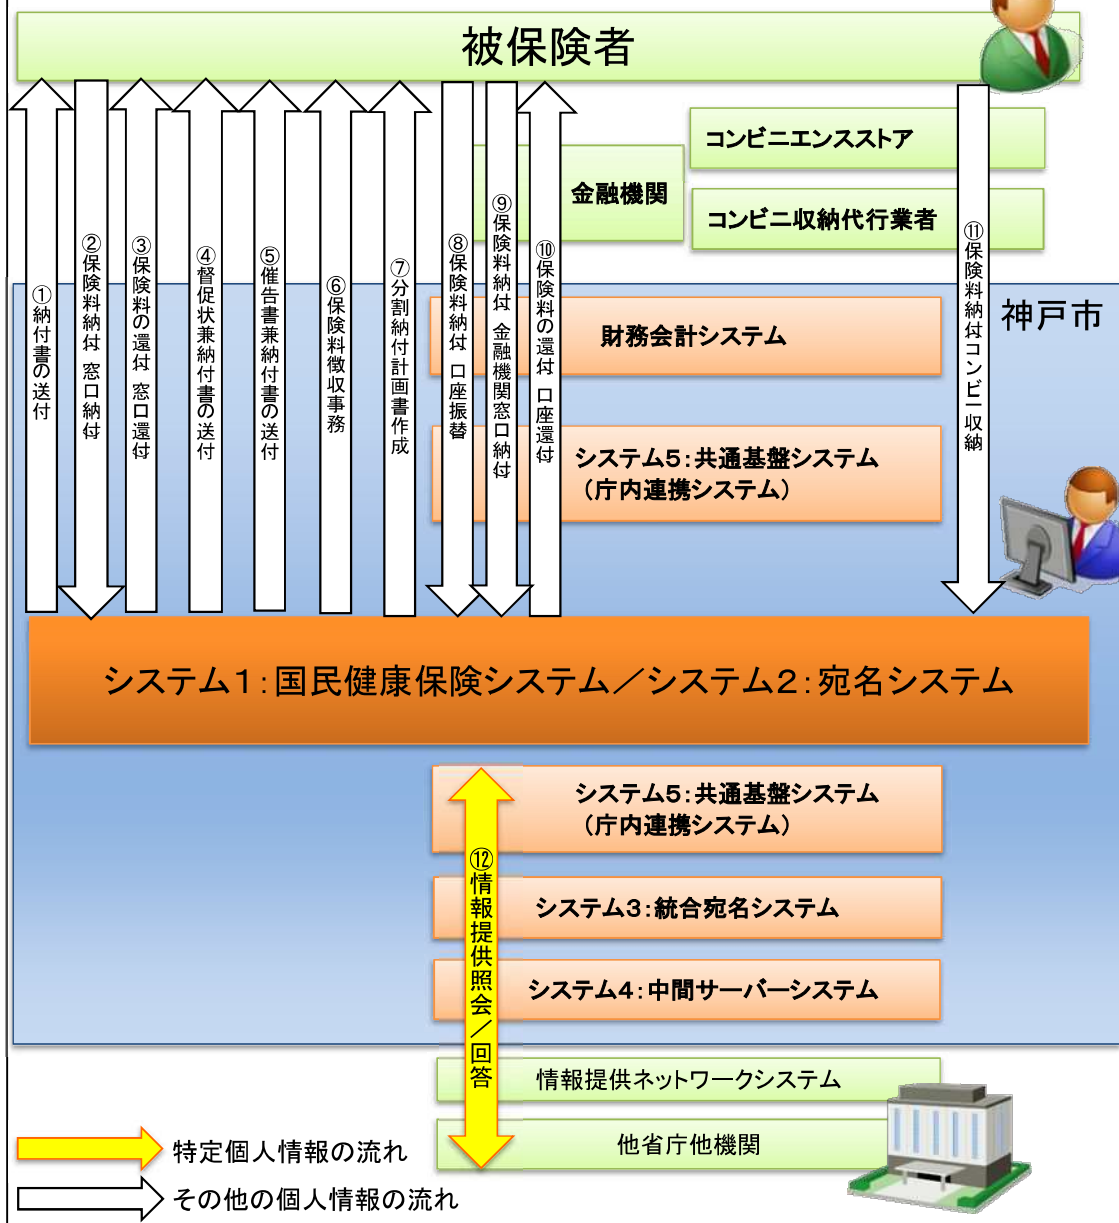 被保険者
コンビニエンスストア
金融機関
コンビニ収納代行業者
①納付書の送付
②保険料納付 窓口納付
③保険料の還付 窓口還付
④督促状兼納付書の送付
⑤催告書兼納付書の送付
⑥保険料徴収事務
⑦分割納付計画書作成
⑧保険料納付 口座振替
⑨保険料納付 金融機関窓口納付
⑩保険料の還付 口座還付
⑪保険料納付コンビニ収納
神戸市
財務会計システム
システム5:共通基盤システム
(庁内連携システム)
システム1:国民健康保険システム/システム2:宛名システム
システム5:共通基盤システム
(庁内連携システム)
⑫情報提供照会/回答
システム3:統合宛名システム
システム4:中間サーバーシステム
情報提供ネットワークシステム
他省庁他機関
特定個人情報の流れ
その他の個人情報の流れ